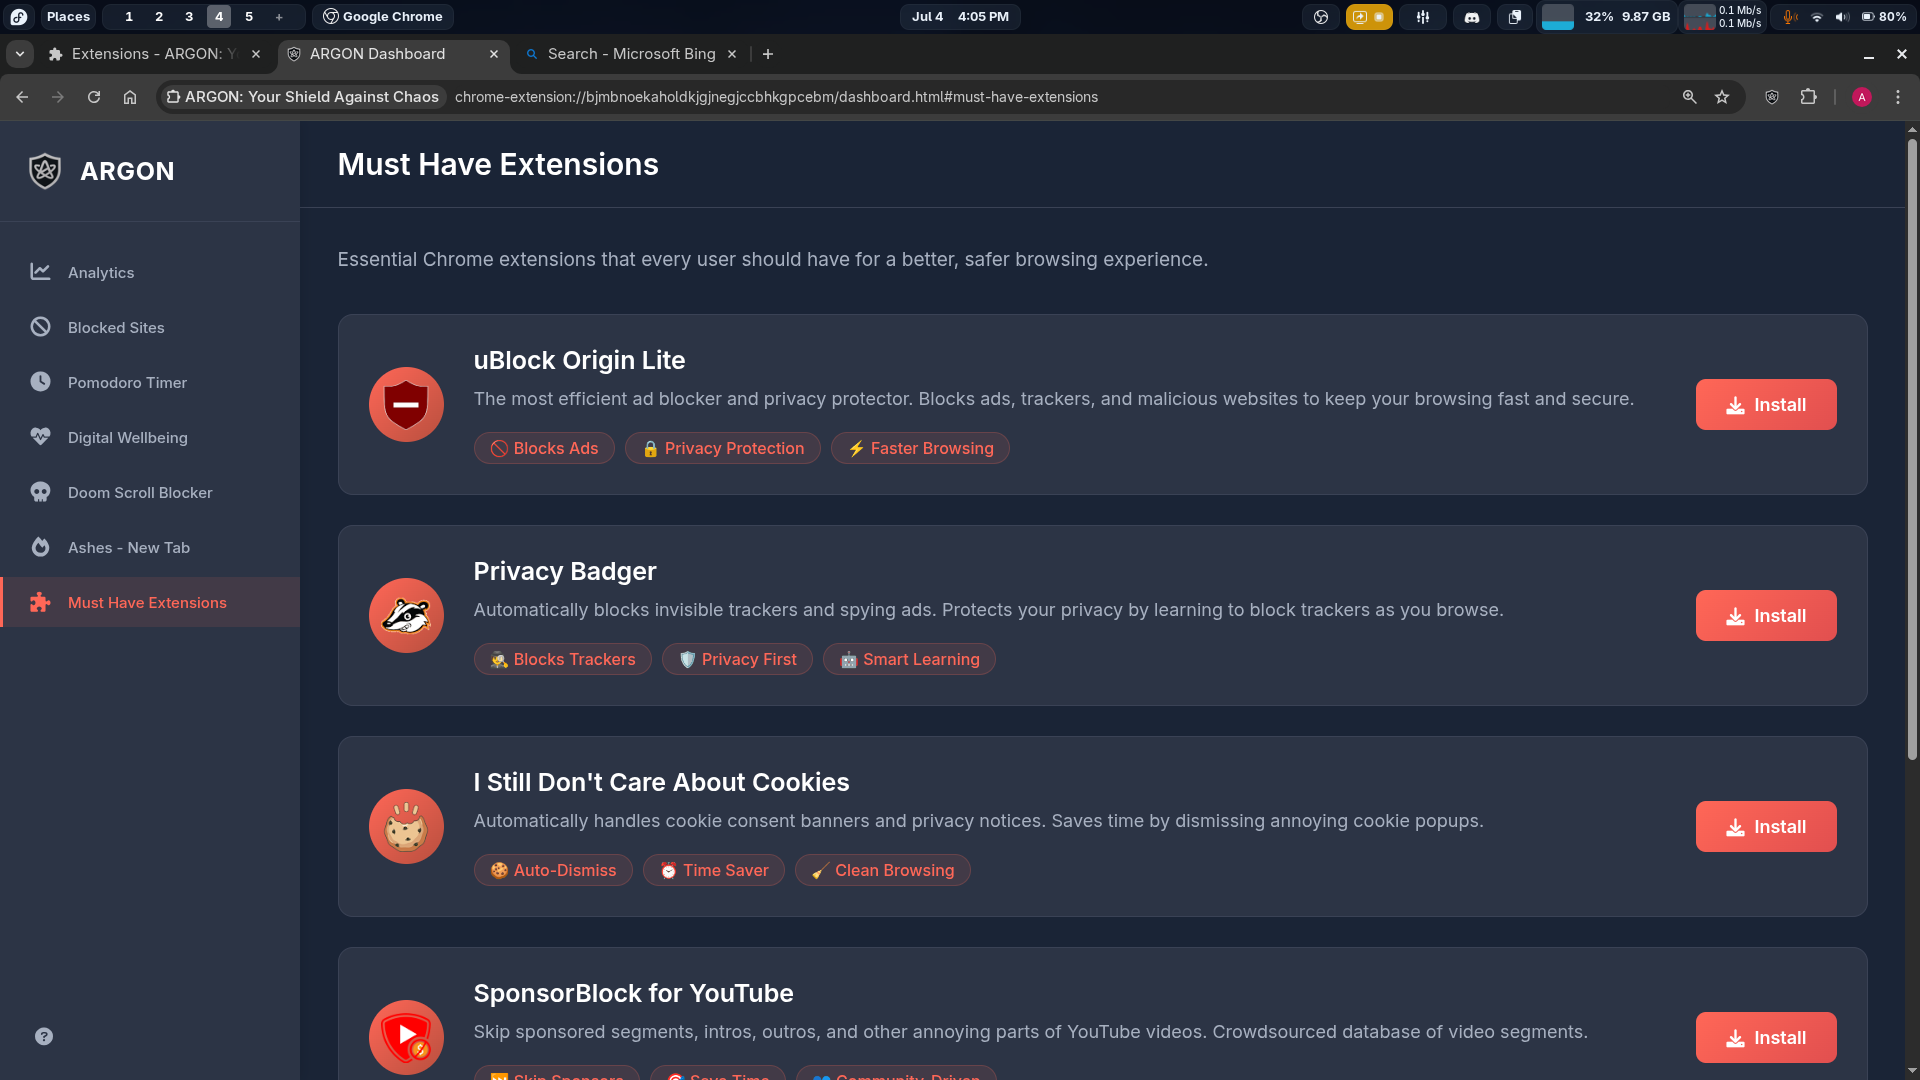 Places 1 2 3 4 5 + Google Chrome Jul 4 4:05 PM 32% 9.87 GB 0.1 Mb/s 0.1 Mb/s 80%
Extensions - ARGON: Y ARGON Dashboard Search - Microsoft Bing
ARGON: Your Shield Against Chaos chrome-extension://bjmbnoekaholdkjgjnegjccbhkgpcebm/dashboard.html#must-have-extensions A
ARGON
Analytics
Blocked Sites
Pomodoro Timer
Digital Wellbeing
Doom Scroll Blocker
Ashes - New Tab
Must Have Extensions
?
Must Have Extensions
Essential Chrome extensions that every user should have for a better, safer browsing experience.
uBlock Origin Lite
The most efficient ad blocker and privacy protector. Blocks ads, trackers, and malicious websites to keep your browsing fast and secure.
🚫 Blocks Ads 🔒 Privacy Protection ⚡ Faster Browsing
Install
Privacy Badger
Automatically blocks invisible trackers and spying ads. Protects your privacy by learning to block trackers as you browse.
🕵️ Blocks Trackers 🛡️ Privacy First 🤖 Smart Learning
Install
I Still Don't Care About Cookies
Automatically handles cookie consent banners and privacy notices. Saves time by dismissing annoying cookie popups.
🍪 Auto-Dismiss ⏰ Time Saver 🧹 Clean Browsing
Install
SponsorBlock for YouTube
Skip sponsored segments, intros, outros, and other annoying parts of YouTube videos. Crowdsourced database of video segments.
⏩ Skip Sponsors 🎯 Save Time 👥 Community-Driven
Install